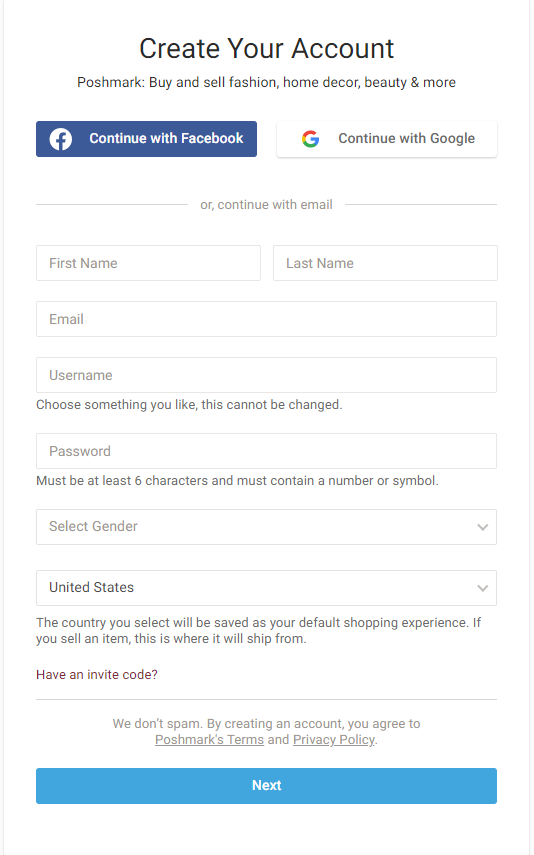 Create Your Account
Poshmark: Buy and sell fashion, home decor, beauty & more
Continue with Facebook
Continue with Google
or, continue with email
First Name
Last Name
Email
Username
Choose something you like, this cannot be changed.
Password
Must be at least 6 characters and must contain a number or symbol.
Select Gender
United States
The country you select will be saved as your default shopping experience. If
you sell an item, this is where it will ship from.
Have an invite code?
We don't spam. By creating an account, you agree to
Poshmark's Terms and Privacy Policy.
Next